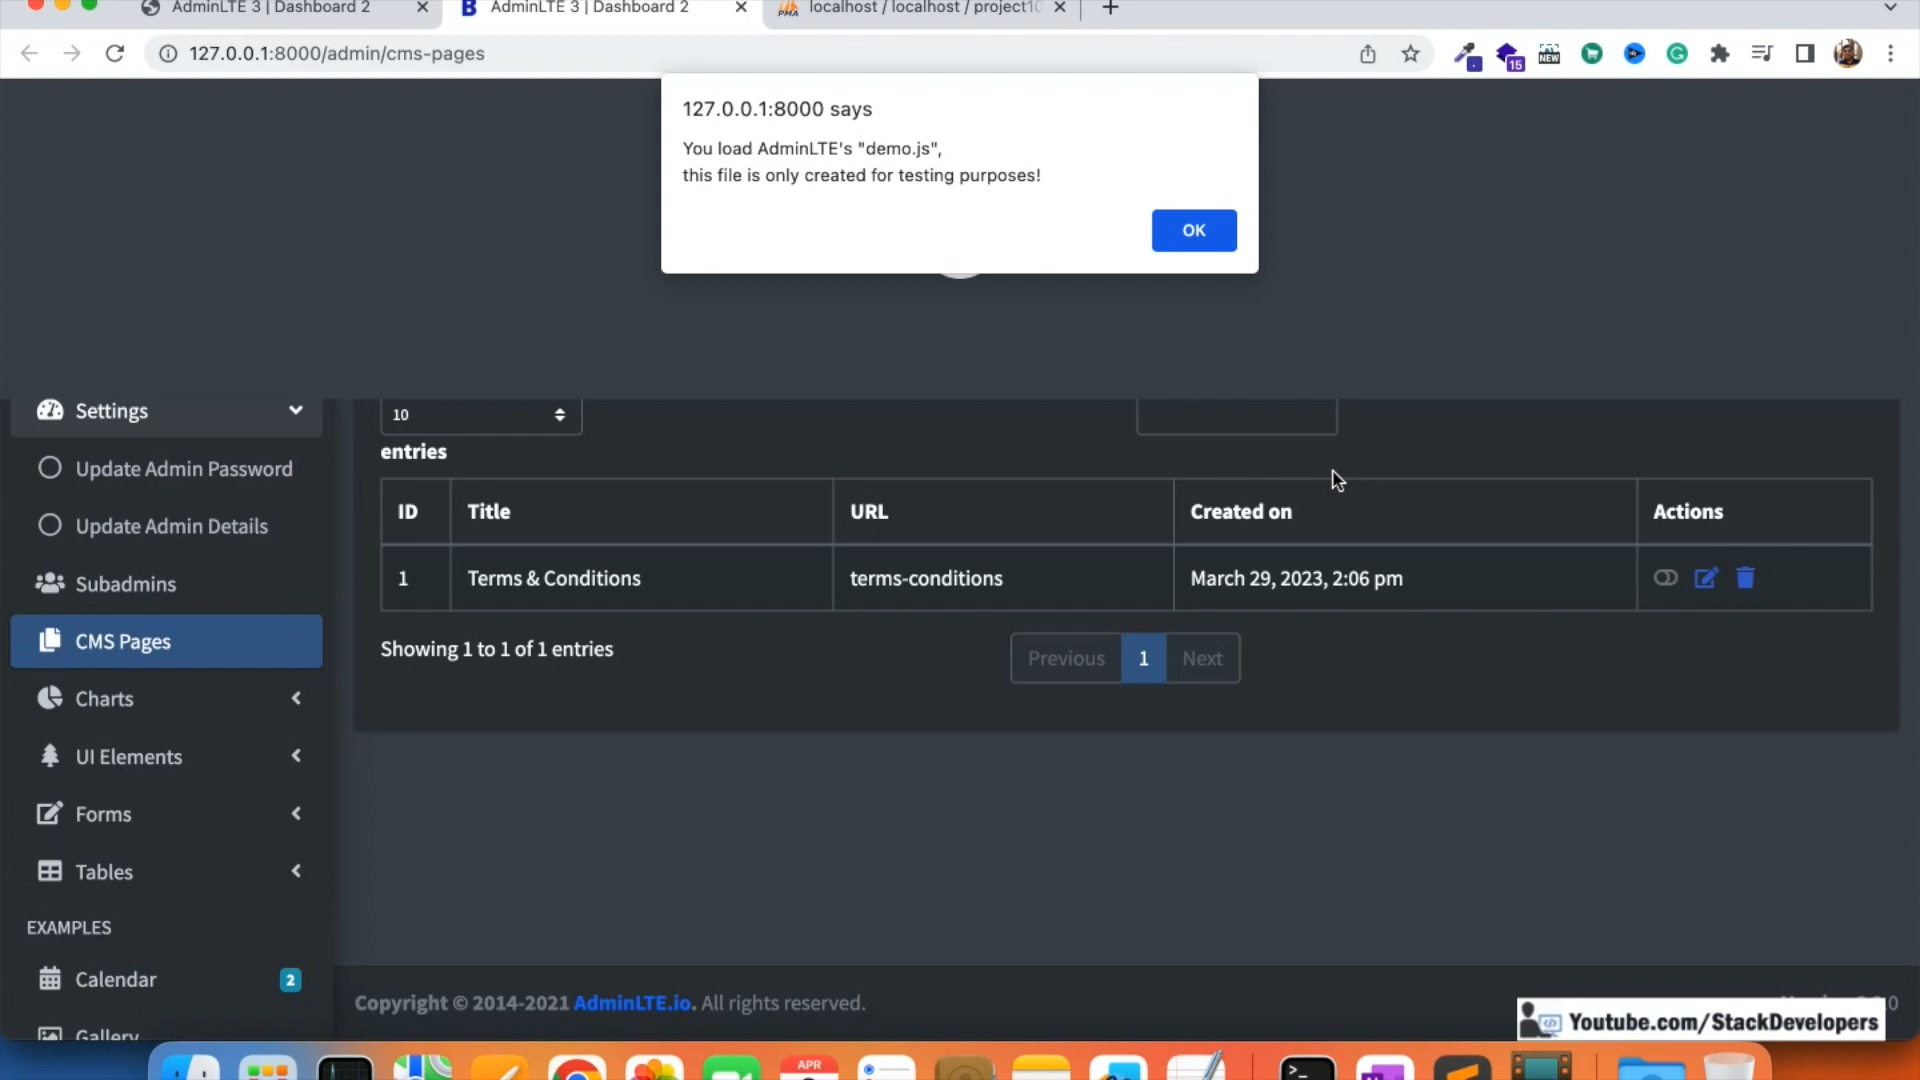 AdminLTE 3 | Dashboard 2
AdminLTE 3 | Dashboard 2
localhost / localhost / project10
127.0.0.1:8000/admin/cms-pages
15
NEW
127.0.0.1:8000 says
You load AdminLTE's "demo.js",
this file is only created for testing purposes!
OK
Settings
Update Admin Password
Update Admin Details
Subadmins
CMS Pages
Charts
UI Elements
Forms
Tables
EXAMPLES
Calendar 2
Gallery
10
entries
ID Title URL Created on Actions
1 Terms & Conditions terms-conditions March 29, 2023, 2:06 pm
Showing 1 to 1 of 1 entries
Previous 1 Next
Copyright © 2014-2021 AdminLTE.io. All rights reserved.
Youtube.com/StackDevelopers
APR